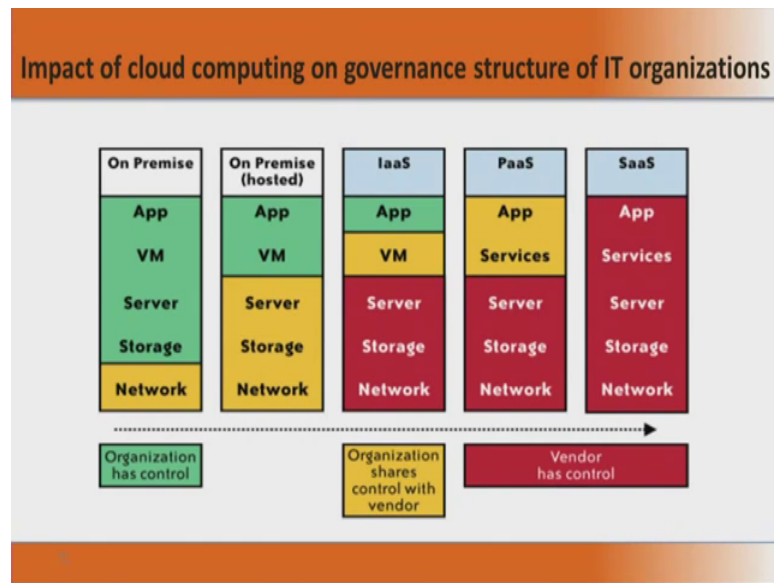 Impact of cloud computing on governance structure of IT organizations
On Premise
App
VM
Server
Storage
Network
On Premise
(hosted)
App
VM
Server
Storage
Network
IaaS
App
VM
Server
Storage
Network
PaaS
App
Services
Server
Storage
Network
SaaS
App
Services
Server
Storage
Network
Organization
has control
Organization
shares
control with
vendor
Vendor
has control